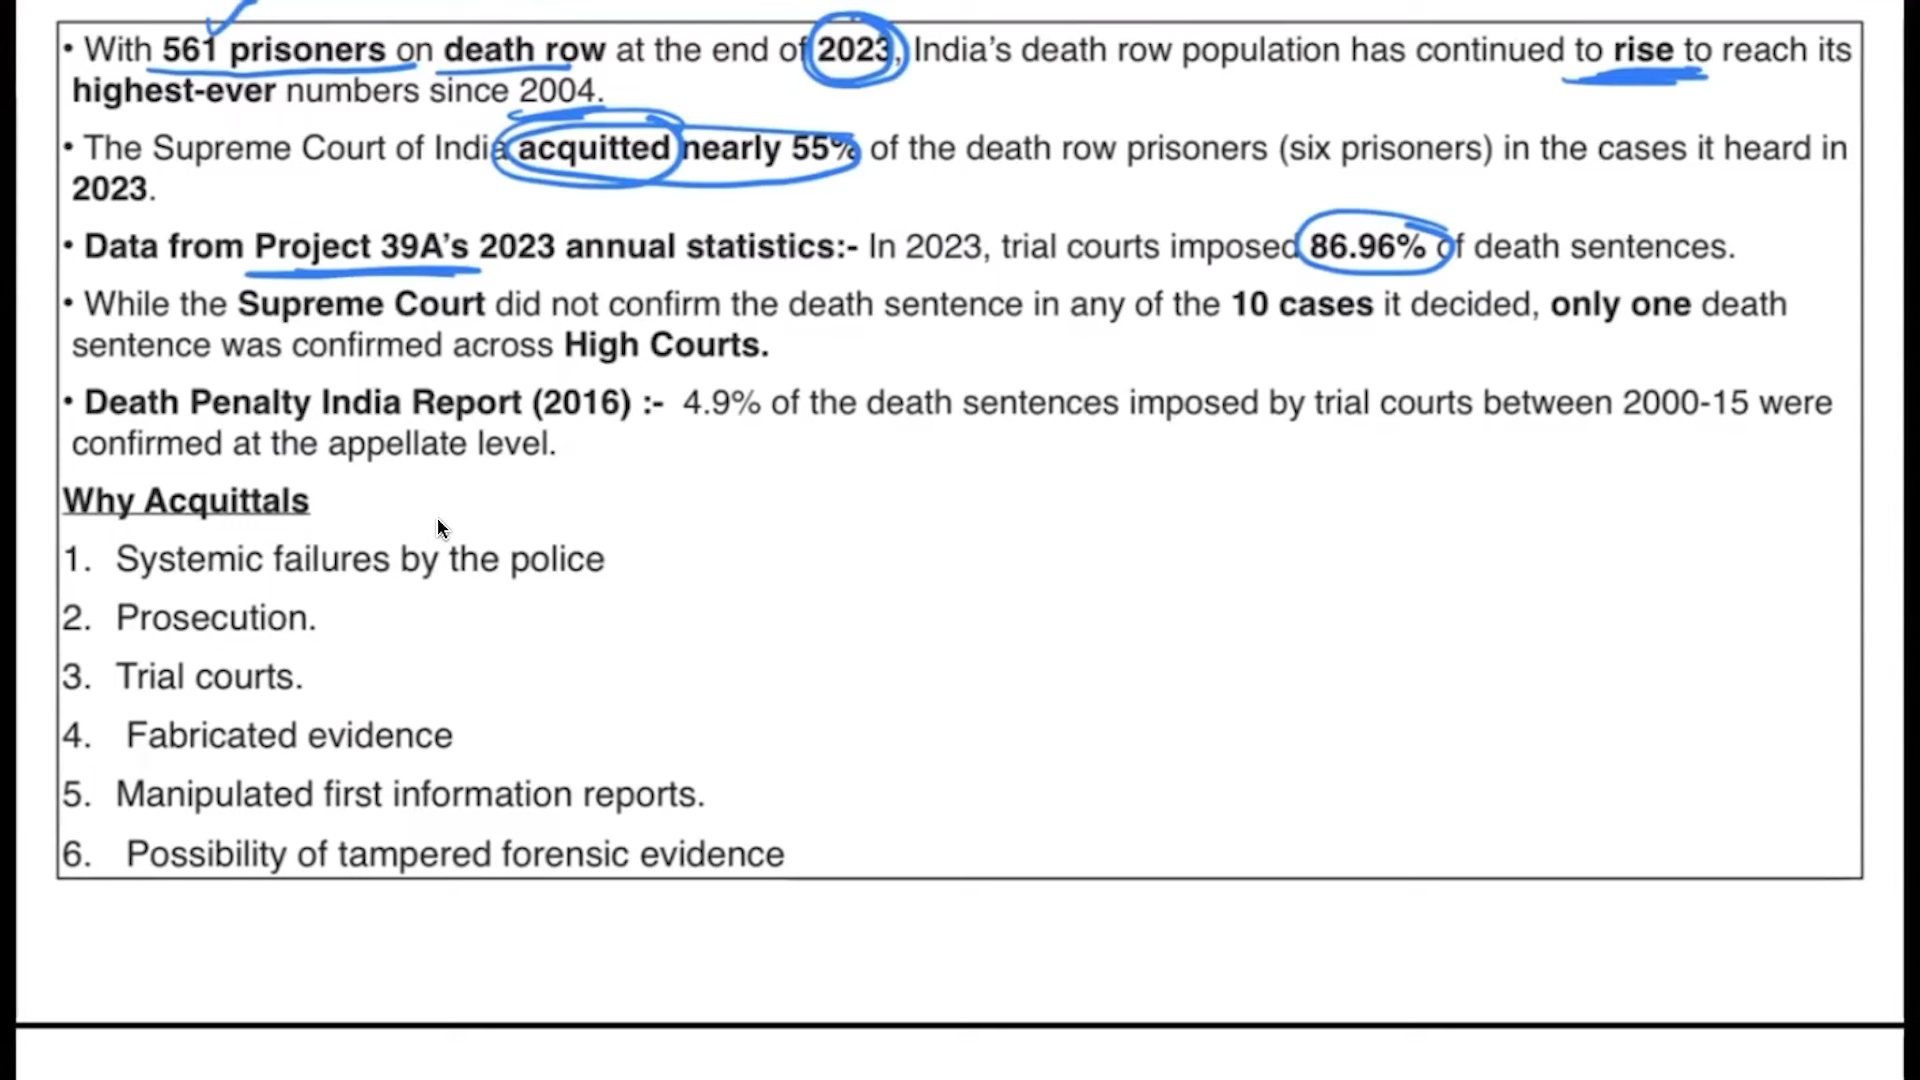 • With 561 prisoners on death row at the end of 2023, India's death row population has continued to rise to reach its
highest-ever numbers since 2004.
• The Supreme Court of India acquitted nearly 55% of the death row prisoners (six prisoners) in the cases it heard in
2023.
• Data from Project 39A's 2023 annual statistics:- In 2023, trial courts imposed 86.96% of death sentences.
• While the Supreme Court did not confirm the death sentence in any of the 10 cases it decided, only one death
sentence was confirmed across High Courts.
• Death Penalty India Report (2016) :- 4.9% of the death sentences imposed by trial courts between 2000-15 were
confirmed at the appellate level.
Why Acquittals
1. Systemic failures by the police
2. Prosecution.
3. Trial courts.
4. Fabricated evidence
5. Manipulated first information reports.
6. Possibility of tampered forensic evidence